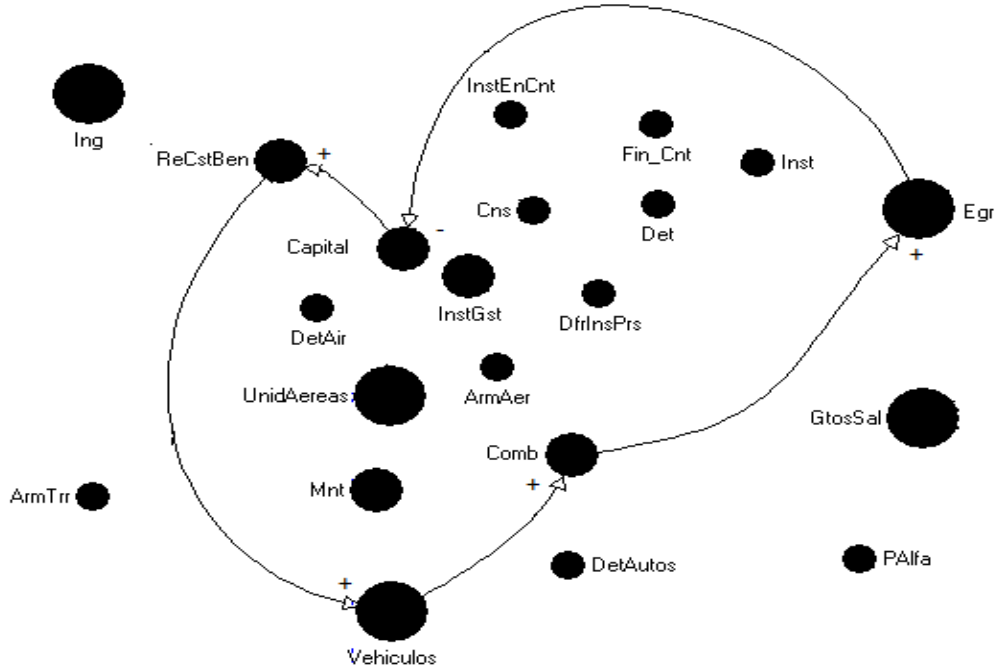 InstEnCnt
Ing
ReCstBen
+
Fin_Cnt
Inst
Cns
Det
Egr
Capital
-
+
InstGst
DfrInsPrs
DetAir
UnidAereas
ArmAer
GtosSal
Comb
+
Mnt
ArmTrr
DetAutos
PAlfa
+
Vehiculos